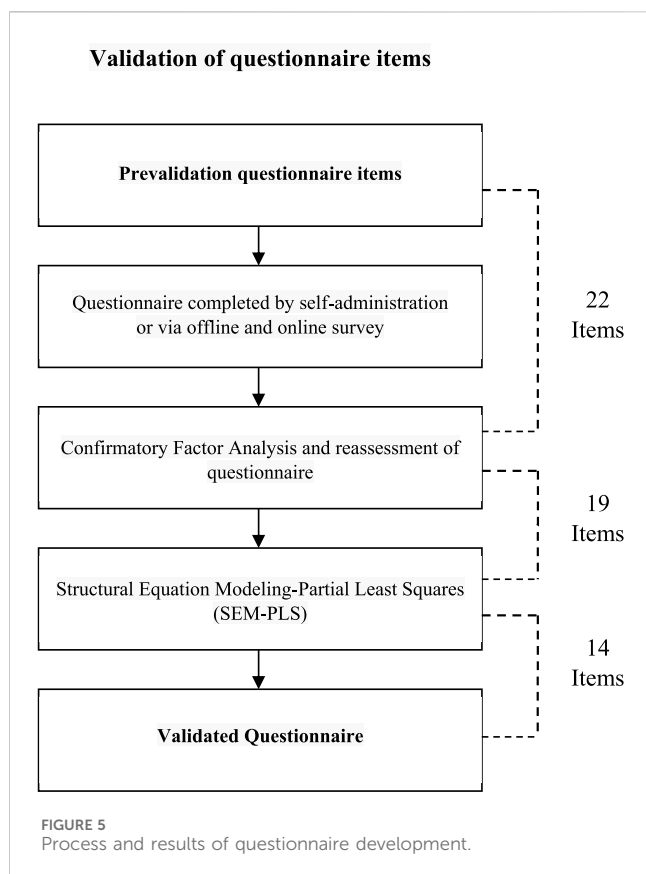 Validation of questionnaire items
Prevalidation questionnaire items
Questionnaire completed by self-administration
or via offline and online survey
22
Items
Confirmatory Factor Analysis and reassessment of
questionnaire
19
Items
Structural Equation Modeling-Partial Least Squares
(SEM-PLS)
14
Items
Validated Questionnaire
FIGURE 5
Process and results of questionnaire development.